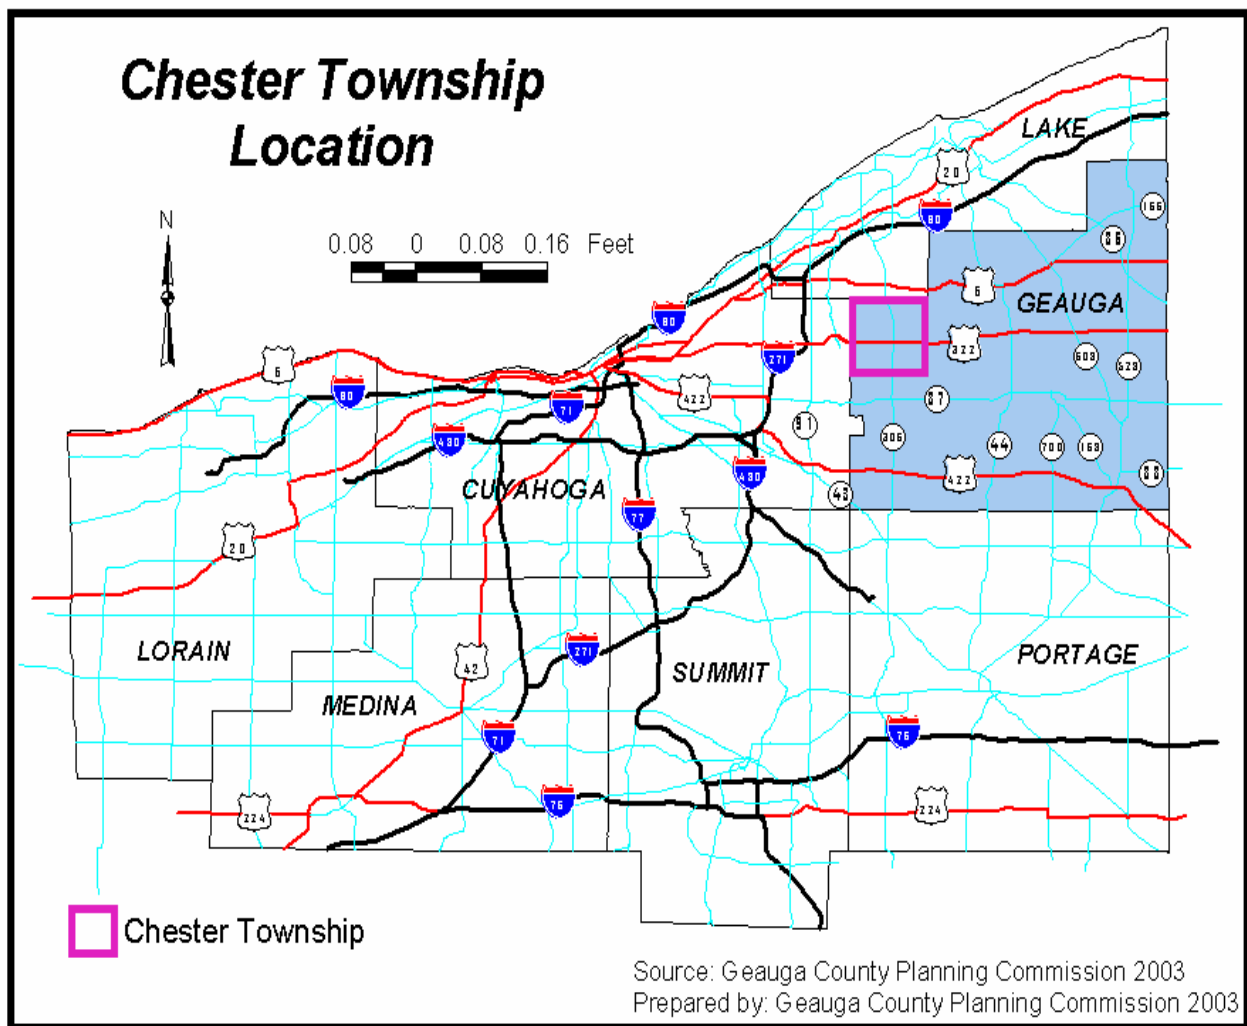 Chester Township
Location
N
0.08 0 0.08 0.16 Feet
LAKE
20
90
166
86
6
GEAUGA
322
608
528
87
306
44
700
168
88
422
43
91
271
90
422
6
90
71
480
CUYAHOGA
77
480
20
LORAIN
42
271
SUMMIT
PORTAGE
MEDINA
71
76
76
224
224
Chester Township
Source: Geauga County Planning Commission 2003
Prepared by: Geauga County Planning Commission 2003